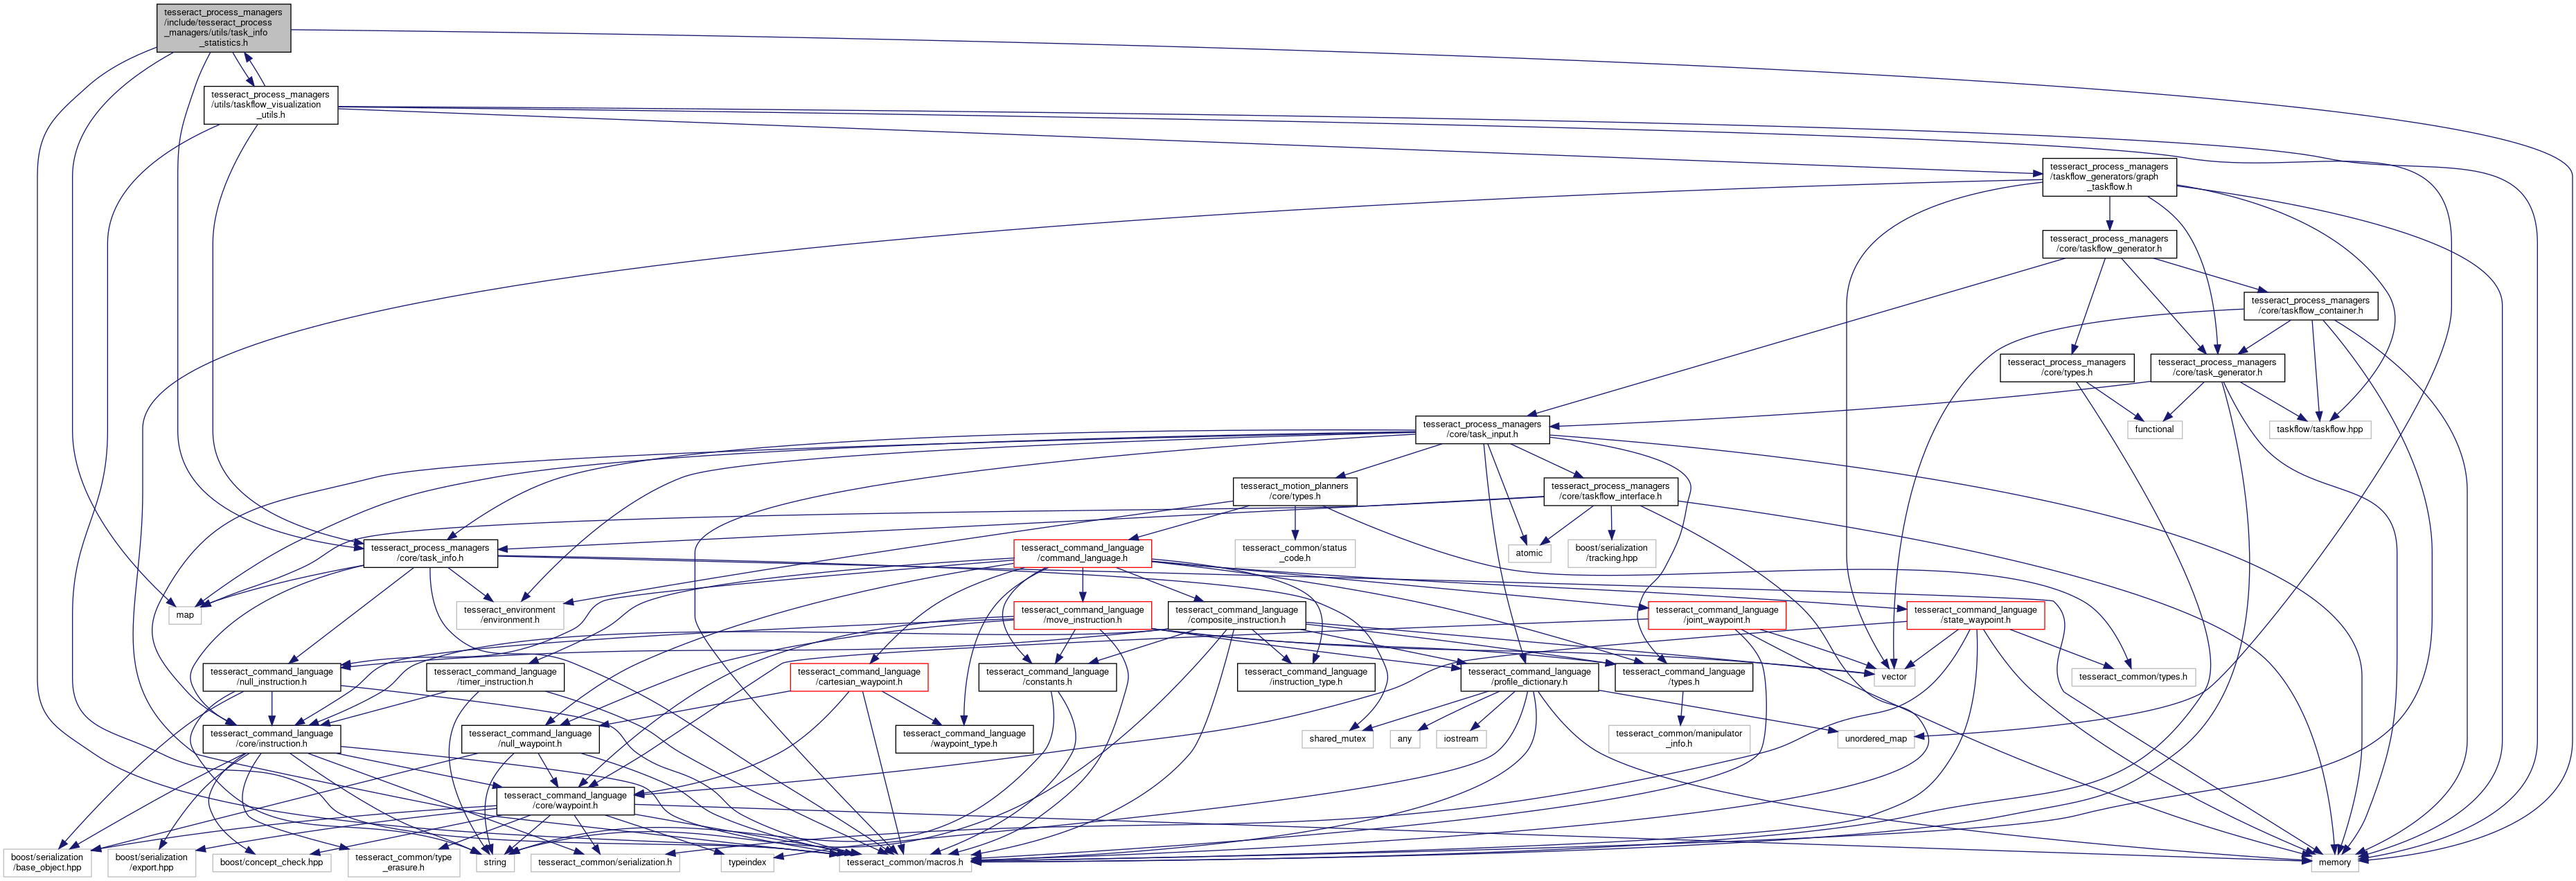 tesseract_process_managers
/include/tesseract_process
_managers/utils/task_info
_statistics.h
tesseract_process_managers
/utils/taskflow_visualization
_utils.h
tesseract_process_managers
/taskflow_generators/graph
_taskflow.h
tesseract_process_managers
/core/taskflow_generator.h
tesseract_process_managers
/core/taskflow_container.h
tesseract_process_managers
/core/types.h
tesseract_process_managers
/core/task_generator.h
tesseract_process_managers
/core/task_input.h
functional
taskflow/taskflow.hpp
tesseract_motion_planners
/core/types.h
tesseract_process_managers
/core/taskflow_interface.h
tesseract_process_managers
/core/task_info.h
tesseract_command_language
/command_language.h
tesseract_common/status
_code.h
atomic
boost/serialization
/tracking.hpp
map
tesseract_environment
/environment.h
tesseract_command_language
/move_instruction.h
tesseract_command_language
/composite_instruction.h
tesseract_command_language
/joint_waypoint.h
tesseract_command_language
/state_waypoint.h
tesseract_command_language
/null_instruction.h
tesseract_command_language
/timer_instruction.h
tesseract_command_language
/cartesian_waypoint.h
tesseract_command_language
/constants.h
tesseract_command_language
/instruction_type.h
tesseract_command_language
/profile_dictionary.h
tesseract_command_language
/types.h
vector
tesseract_common/types.h
tesseract_command_language
/core/instruction.h
tesseract_command_language
/null_waypoint.h
tesseract_command_language
/waypoint_type.h
shared_mutex
any
iostream
tesseract_common/manipulator
_info.h
unordered_map
tesseract_command_language
/core/waypoint.h
boost/serialization
/base_object.hpp
boost/serialization
/export.hpp
boost/concept_check.hpp
tesseract_common/type
_erasure.h
string
tesseract_common/serialization.h
typeindex
tesseract_common/macros.h
memory